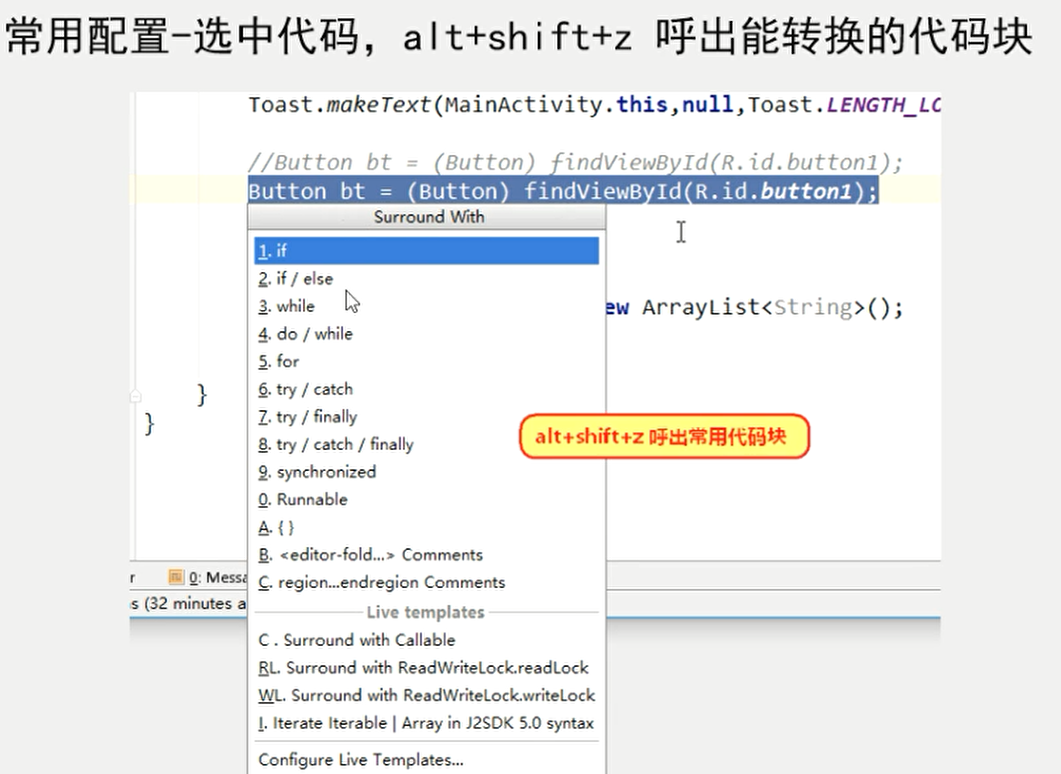 常用配置-选中代码，alt+shift+z 呼出能转换的代码块
Toast.makeText(MainActivity.this,null,Toast.LENGTH_LO
//Button bt = (Button) findViewById(R.id.button1);
Button bt = (Button) findViewById(R.id.button1);
Surround With
1. if
2. if / else
3. while
ew ArrayList<String>();
4. do / while
5. for
6. try / catch
}
7. try / finally
}
alt+shift+z 呼出常用代码块
8. try / catch / finally
9. synchronized
0. Runnable
A. { }
B. <editor-fold...> Comments
r
0: Messa
C. region...endregion Comments
s (32 minutes a
Live templates
C . Surround with Callable
RL. Surround with ReadWriteLock.readLock
WL. Surround with ReadWriteLock.writeLock
I. Iterate Iterable | Array in J2SDK 5.0 syntax
Configure Live Templates...